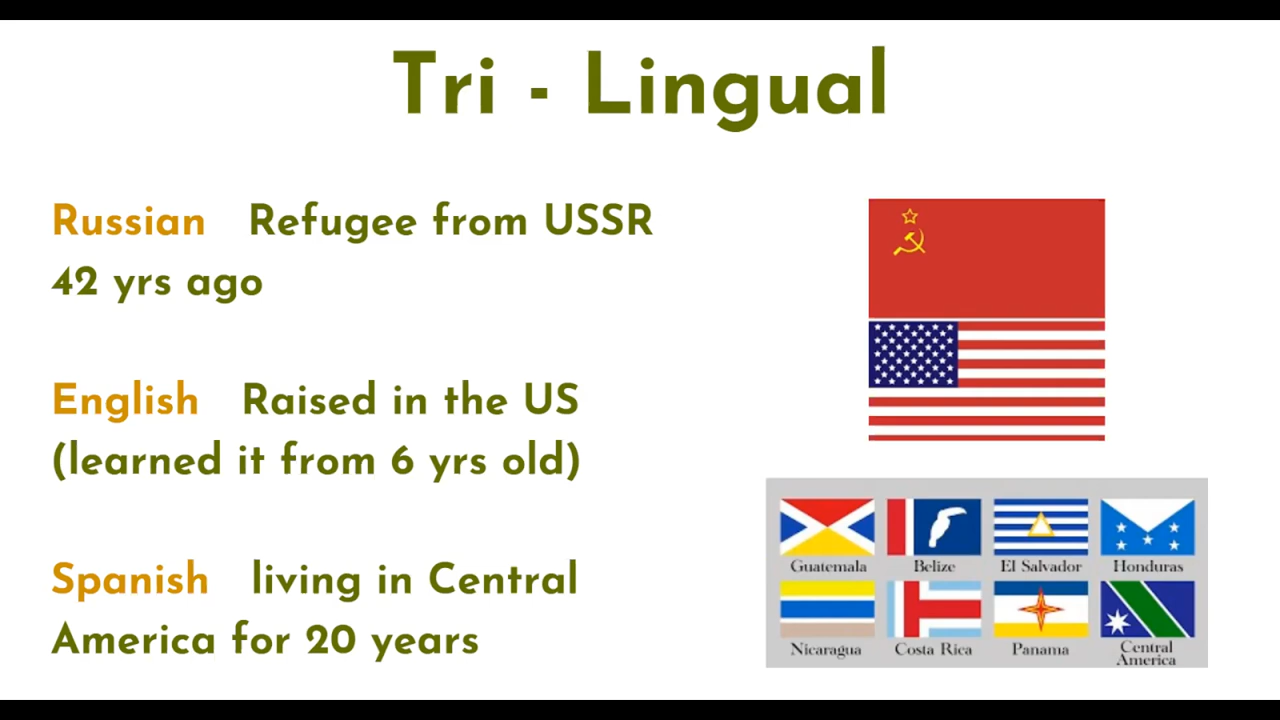 Tri - Lingual
Russian Refugee from USSR
42 yrs ago
English Raised in the US
(learned it from 6 yrs old)
Spanish living in Central
America for 20 years
Guatemala Belize El Salvador Honduras
Nicaragua Costa Rica Panama Central
America